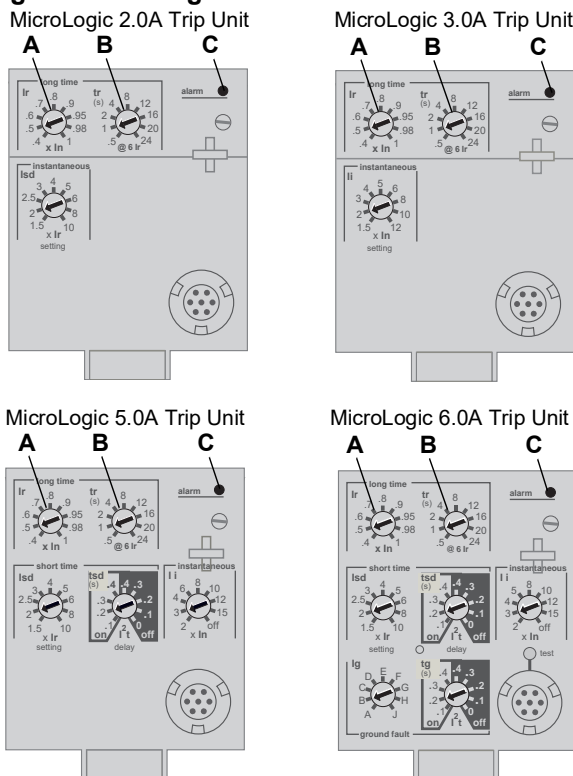 MicroLogic 2.0A Trip Unit
A B C
long time
Ir tr (s) alarm
.4 .5 .6 .7 .8 .9 .95 .98 1
x In
.5 1 2 4 8 12 16 20 24
@ 6 Ir
instantaneous
Isd
1.5 2 2.5 3 4 5 6 8 10
x Ir
setting
MicroLogic 3.0A Trip Unit
A B C
long time
Ir tr (s) alarm
.4 .5 .6 .7 .8 .9 .95 .98 1
x In
.5 1 2 4 8 12 16 20 24
@ 6 Ir
instantaneous
Ii
1.5 2 3 4 5 6 8 10 12
x In
setting
MicroLogic 5.0A Trip Unit
A B C
long time
Ir tr (s) alarm
.4 .5 .6 .7 .8 .9 .95 .98 1
x In
.5 1 2 4 8 12 16 20 24
@ 6 Ir
short time
Isd
1.5 2 2.5 3 4 5 6 8 10
x Ir
setting
tsd (s)
.1 .2 .3 .4 .4 .3 .2 .1 0
on I2t off
delay
instantaneous
I i
2 3 4 6 8 10 12 15 off
x In
MicroLogic 6.0A Trip Unit
A B C
long time
Ir tr (s) alarm
.4 .5 .6 .7 .8 .9 .95 .98 1
x In
.5 1 2 4 8 12 16 20 24
@ 6 Ir
short time
Isd
1.5 2 2.5 3 4 5 6 8 10
x Ir
setting
tsd (s)
.1 .2 .3 .4 .4 .3 .2 .1 0
on I2t off
delay
instantaneous
I i
2 3 4 6 8 10 12 15 off
x In
test
Ig
A B C D E F G H J
tg (s)
.1 .2 .3 .4 .4 .3 .2 .1 0
on I2t off
ground fault